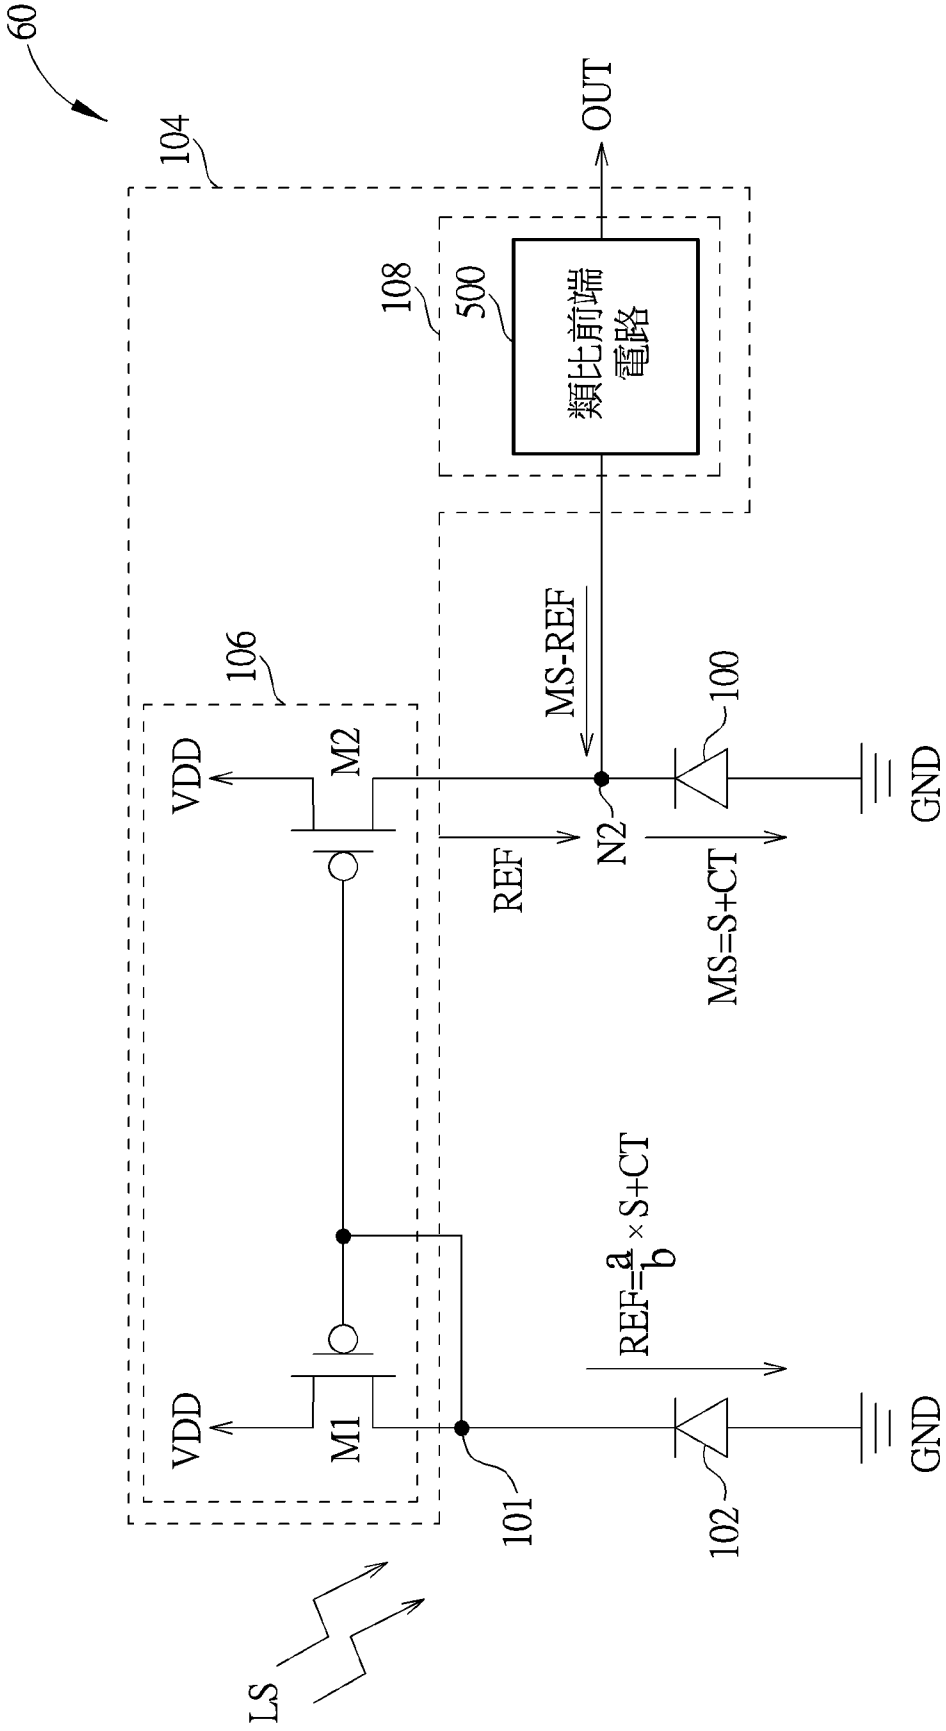 60
104
106
VDD
VDD
M1
M2
108
500
類比前端
電路
OUT
LS
101
REF
N2
MS-REF
REF=a/b×S+CT
MS=S+CT
102
100
GND
GND